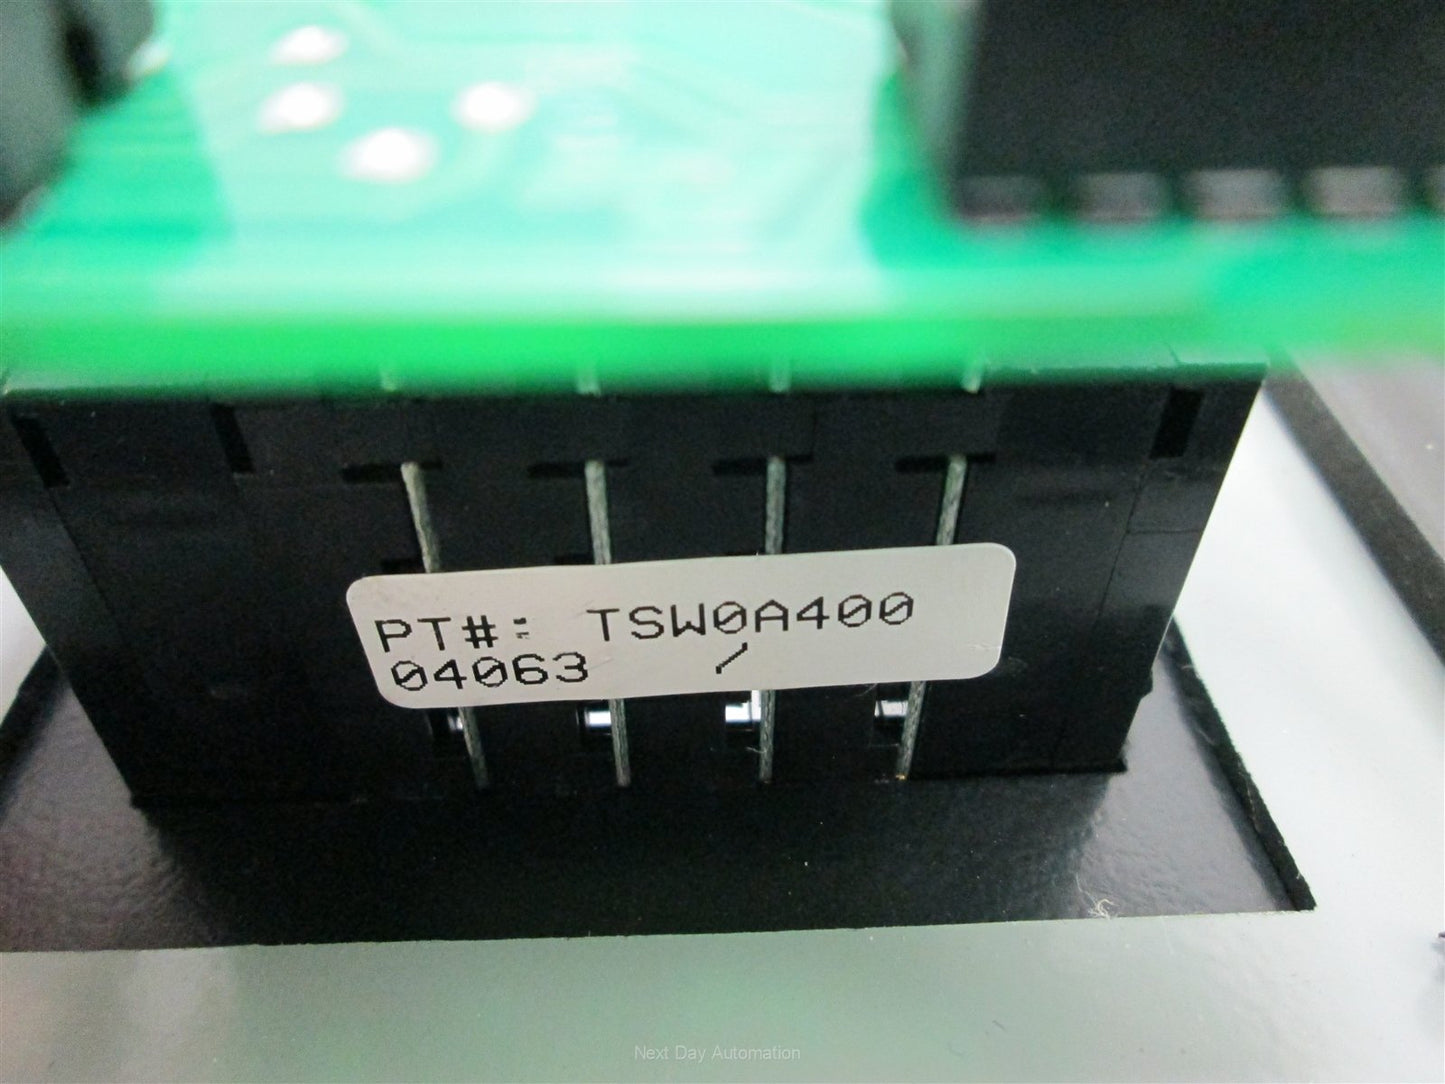 PT#: TSW0A400
04063 /
Next Day Automation